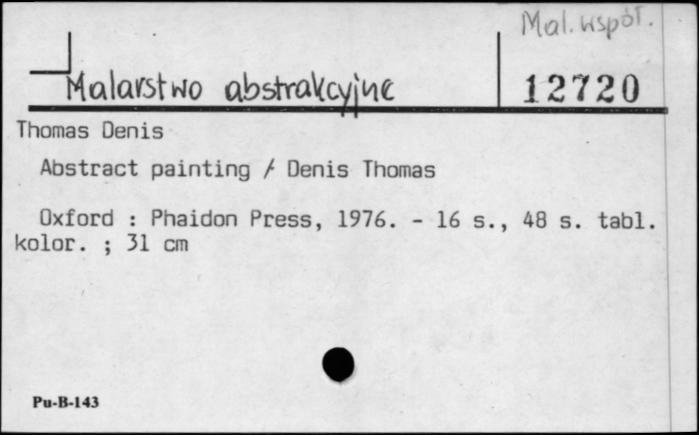 Mal. współ.
Malarstwo abstrakcyjne
12720
Thomas Denis
Abstract painting / Denis Thomas
Oxford : Phaidon Press, 1976. - 16 s., 48 s. tabl.
kolor. ; 31 cm
Pu-B-143